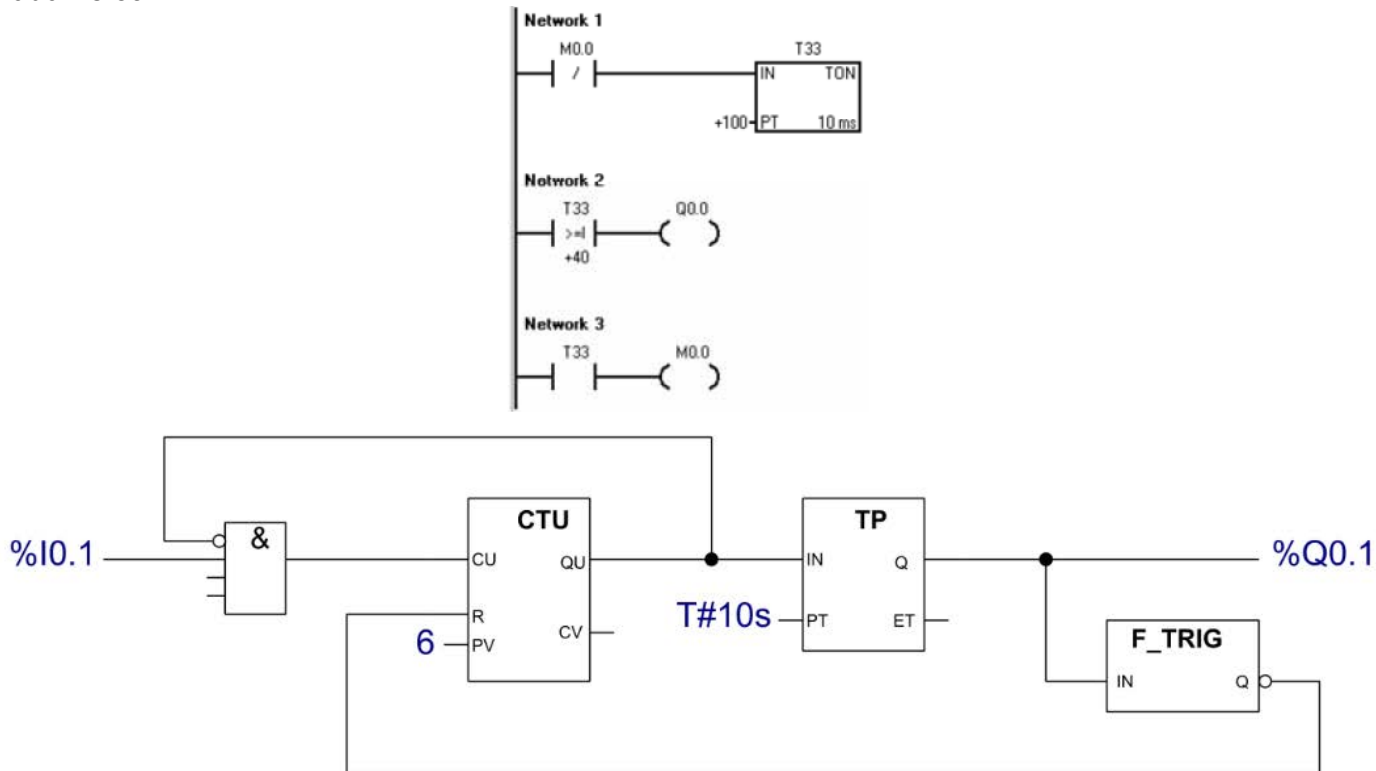 Network 1
M0.0 T33
/ IN TON
+100 PT 10 ms
Network 2
T33 Q0.0
>=I
+40
Network 3
T33 M0.0
& CTU TP
%I0.1 CU QU IN Q %Q0.1
R T#10s PT ET
6 PV CV
F_TRIG
IN Q